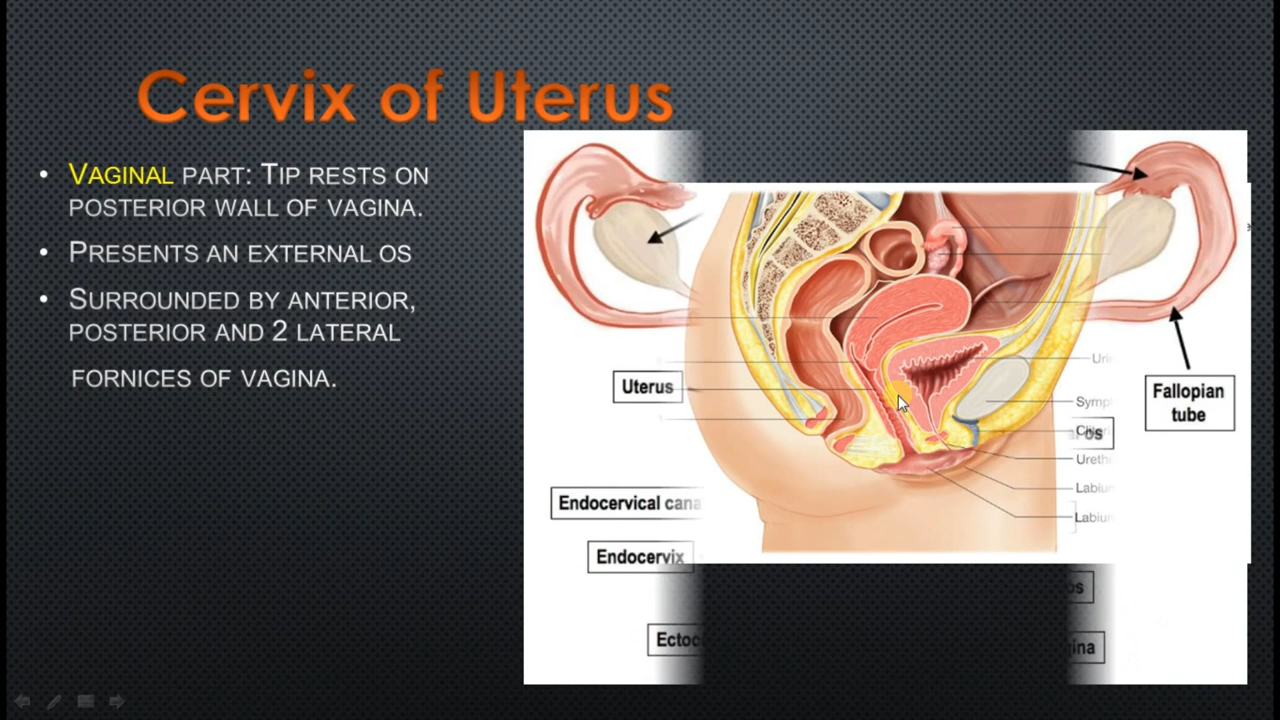 Cervix of Uterus
• VAGINAL PART: TIP RESTS ON
POSTERIOR WALL OF VAGINA.
• PRESENTS AN EXTERNAL OS
• SURROUNDED BY ANTERIOR,
POSTERIOR AND 2 LATERAL
FORNICES OF VAGINA.
Uterus
Fallopian
tube
os
Endocervical cana
Endocervix
Ectoc
Uri
Symp
Ureth
Labiu
Labiu
os
ina